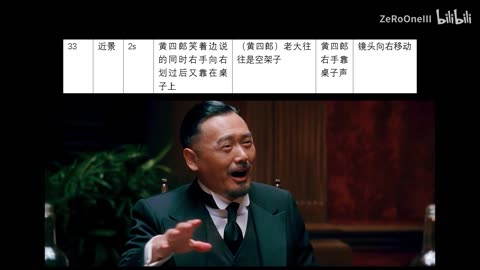 ZeRoOneIII bilibili
33 近景 2s 黄四郎笑着边说 （黄四郎）老大往 黄四郎 镜头向右移动
的同时右手向右 往是空架子 右手靠
划过后又靠在桌 桌子声
子上